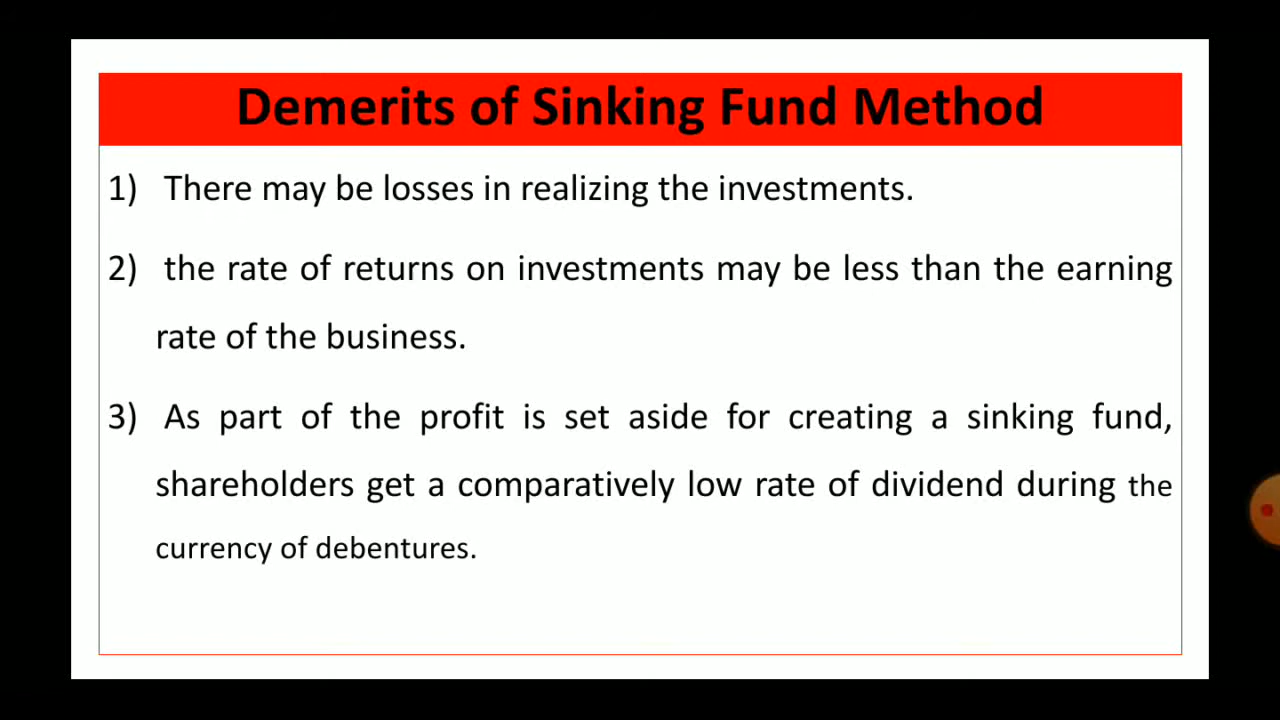 Demerits of Sinking Fund Method
1) There may be losses in realizing the investments.
2) the rate of returns on investments may be less than the earning
rate of the business.
3) As part of the profit is set aside for creating a sinking fund,
shareholders get a comparatively low rate of dividend during the
currency of debentures.